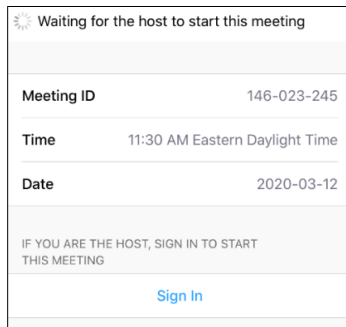 Waiting for the host to start this meeting
Meeting ID 146-023-245
Time 11:30 AM Eastern Daylight Time
Date 2020-03-12
IF YOU ARE THE HOST, SIGN IN TO START
THIS MEETING
Sign In